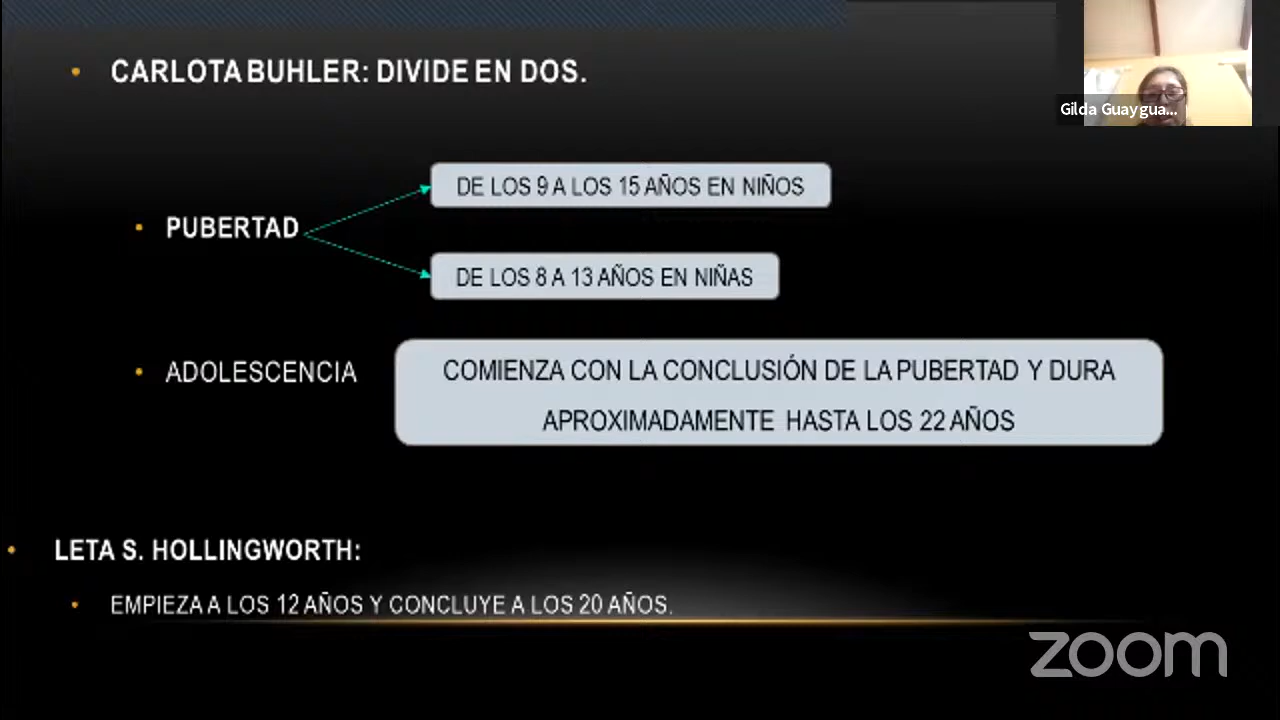 CARLOTA BUHLER: DIVIDE EN DOS.
Gilda Guaygua...
DE LOS 9 A LOS 15 AÑOS EN NIÑOS
PUBERTAD
DE LOS 8 A 13 AÑOS EN NIÑAS
ADOLESCENCIA
COMIENZA CON LA CONCLUSIÓN DE LA PUBERTAD Y DURA
APROXIMADAMENTE HASTA LOS 22 AÑOS
LETA S. HOLLINGWORTH:
EMPIEZA A LOS 12 AÑOS Y CONCLUYE A LOS 20 AÑOS.
zoom